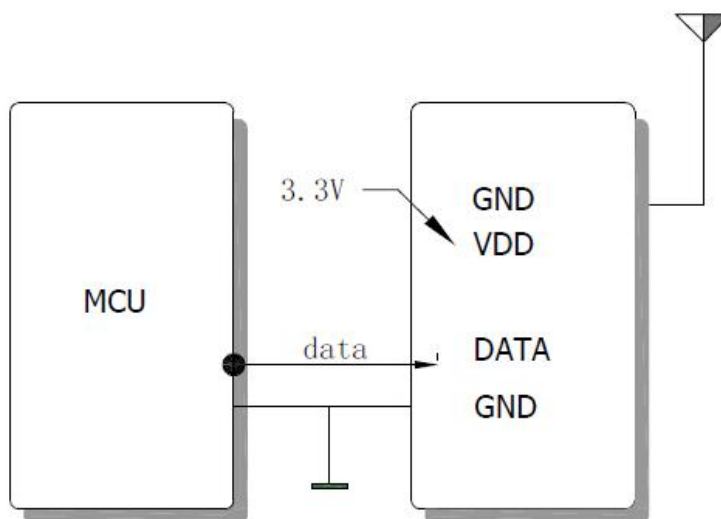 3.3V
GND
VDD
MCU
data
DATA
GND